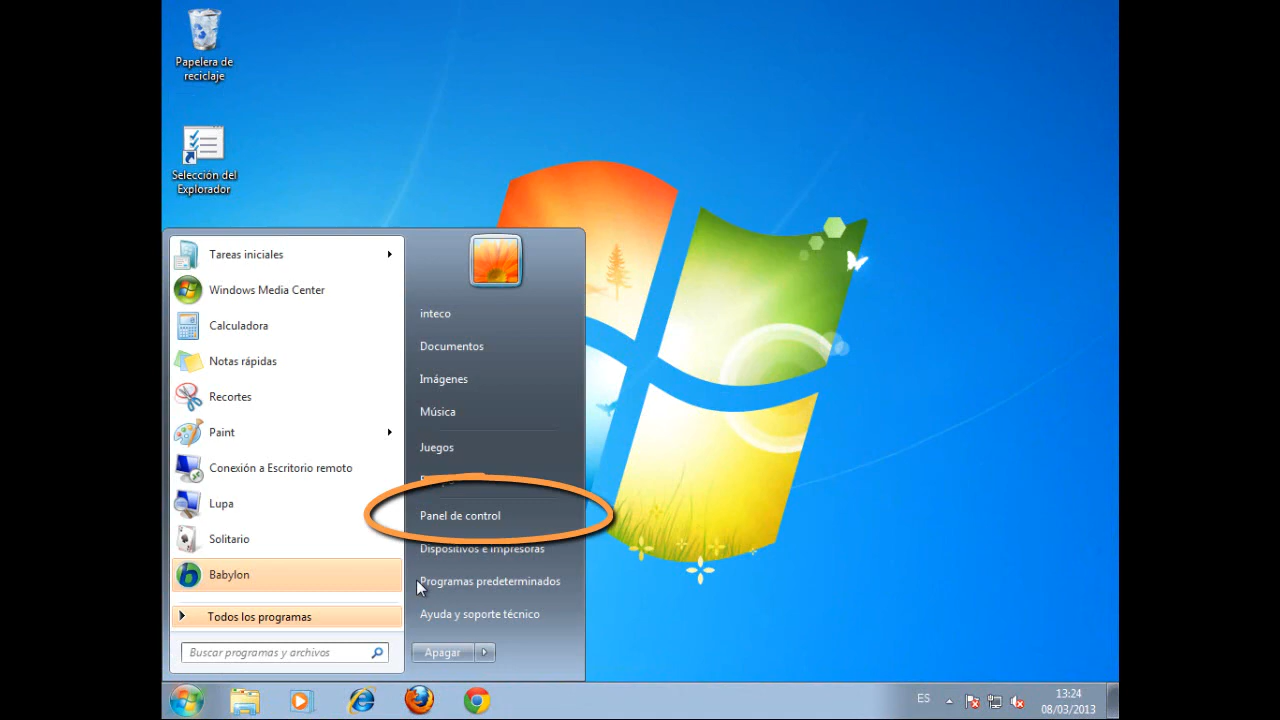 Papelera de
reciclaje
Selección del
Explorador
Tareas iniciales
Windows Media Center
Calculadora
Notas rápidas
Recortes
Paint
Conexión a Escritorio remoto
Lupa
Solitario
Babylon
Todos los programas
Buscar programas y archivos
inteco
Documentos
Imágenes
Música
Juegos
Panel de control
Dispositivos e impresoras
Programas predeterminados
Ayuda y soporte técnico
Apagar
ES
13:24
08/03/2013